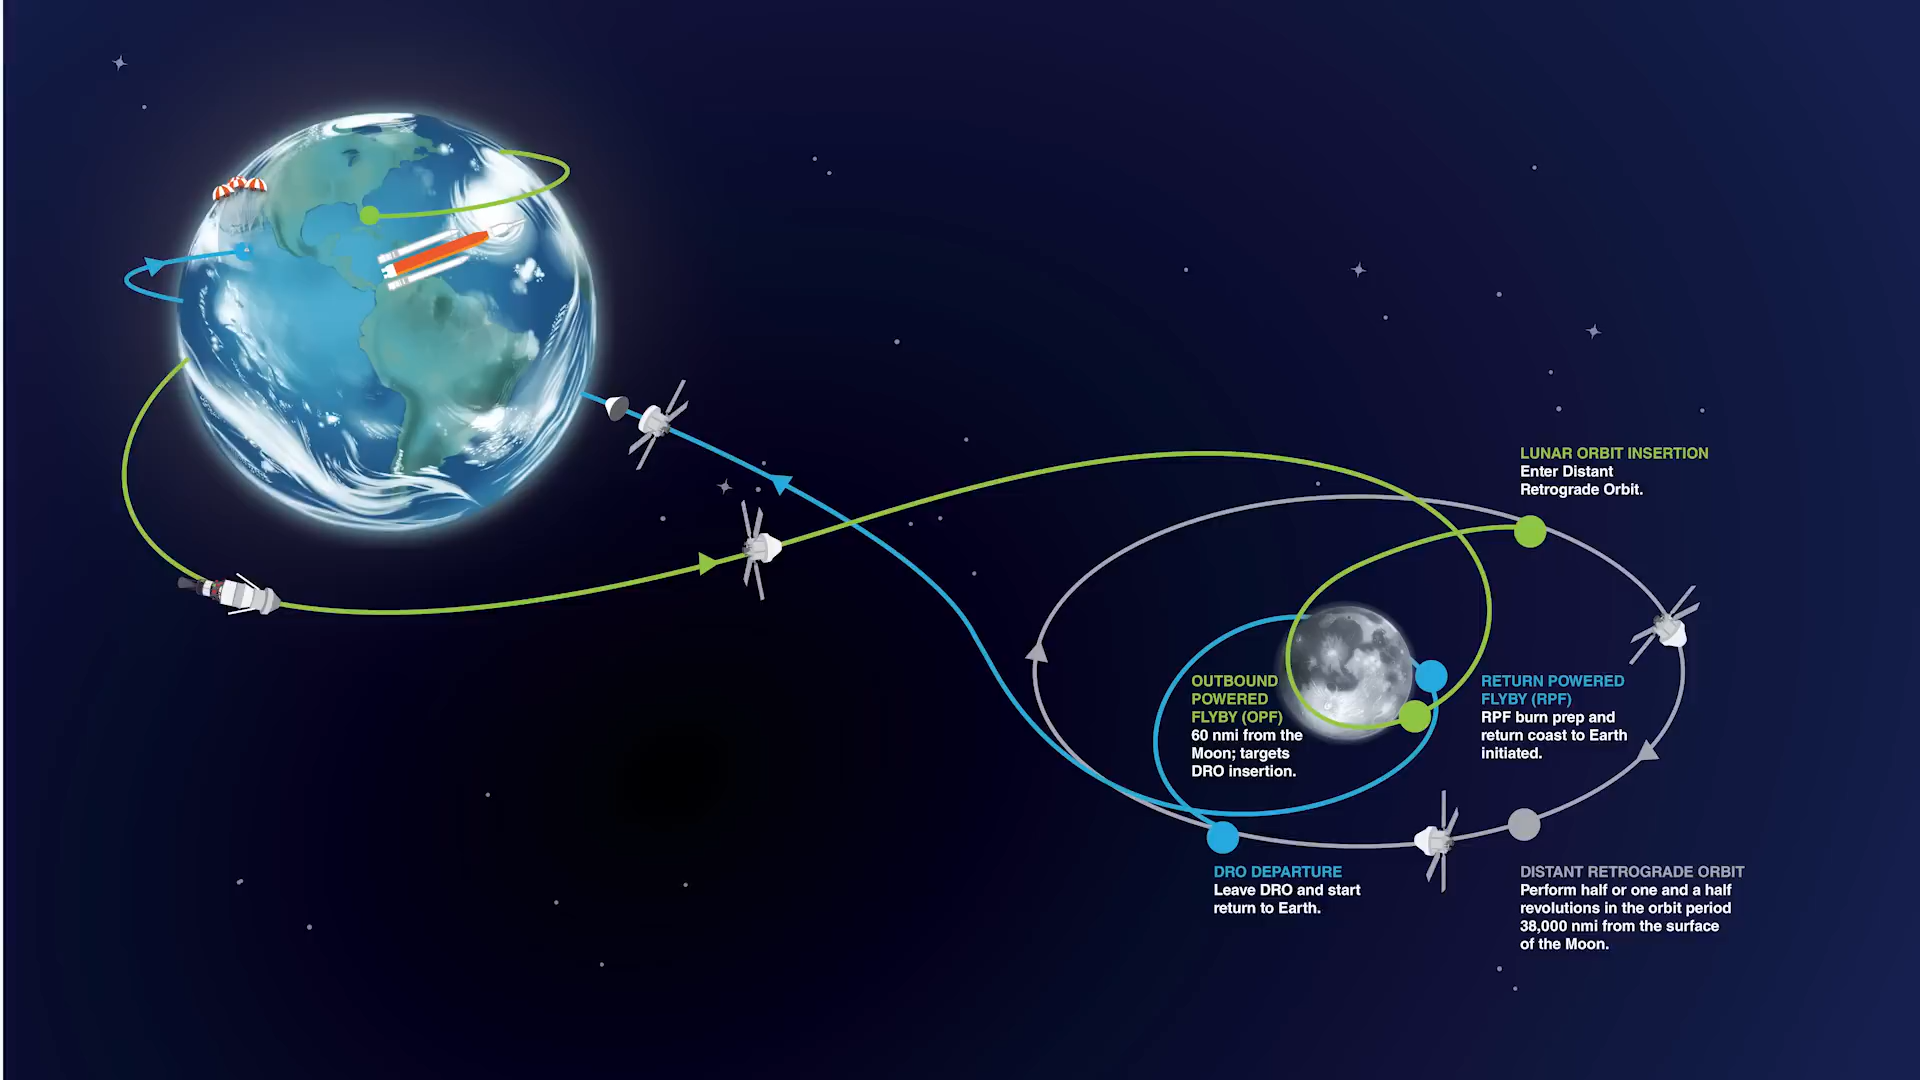 LUNAR ORBIT INSERTION
Enter Distant
Retrograde Orbit.
OUTBOUND
POWERED
FLYBY (OPF)
60 nmi from the
Moon; targets
DRO insertion.
RETURN POWERED
FLYBY (RPF)
RPF burn prep and
return coast to Earth
initiated.
DRO DEPARTURE
Leave DRO and start
return to Earth.
DISTANT RETROGRADE ORBIT
Perform half or one and a half
revolutions in the orbit period
38,000 nmi from the surface
of the Moon.